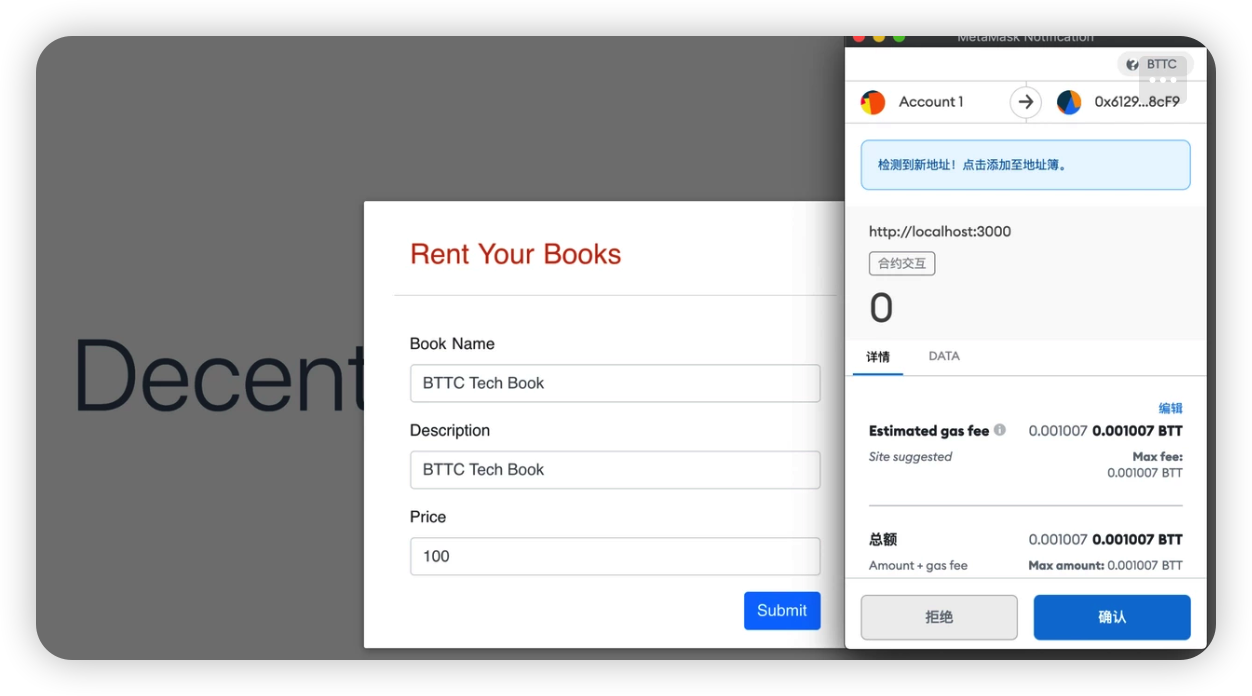 Decent
Rent Your Books
Book Name
BTTC Tech Book
Description
BTTC Tech Book
Price
100
Submit
MetaMask Notification
BTTC
Account 1
0x6129...8cF9
检测到新地址！点击添加至地址簿。
http://localhost:3000
合约交互
0
详情 DATA
编辑
Estimated gas fee 0.001007 0.001007 BTT
Site suggested Max fee:
0.001007 BTT
总额 0.001007 0.001007 BTT
Amount + gas fee Max amount: 0.001007 BTT
拒绝 确认